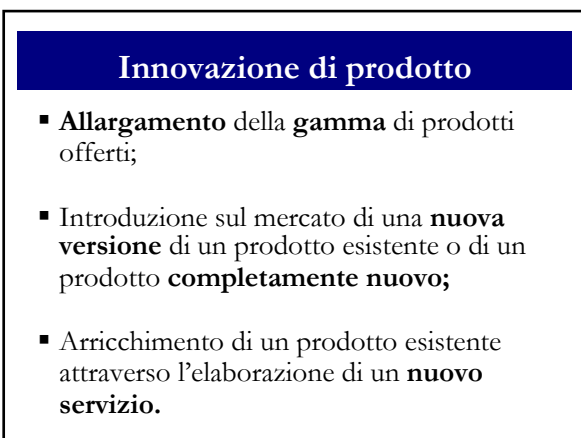 Innovazione di prodotto
▪ Allargamento della gamma di prodotti
offerti;
▪ Introduzione sul mercato di una nuova
versione di un prodotto esistente o di un
prodotto completamente nuovo;
▪ Arricchimento di un prodotto esistente
attraverso l’elaborazione di un nuovo
servizio.